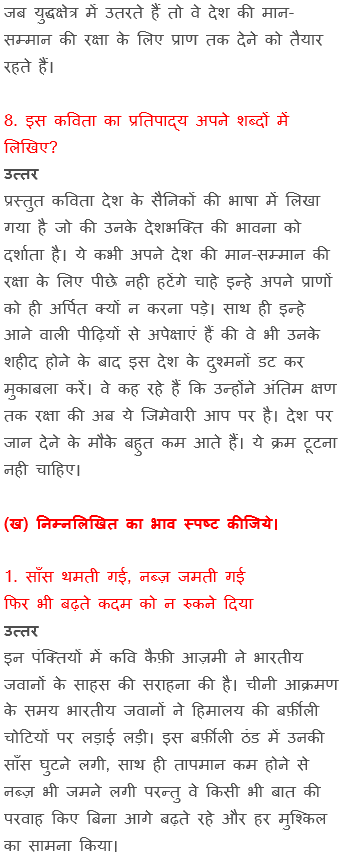 जब युद्धक्षेत्र में उतरते हैं तो वे देश की मान-
सम्मान की रक्षा के लिए प्राण तक देने को तैयार
रहते हैं।
8. इस कविता का प्रतिपाद्य अपने शब्दों में
लिखिए?
उत्तर
प्रस्तुत कविता देश के सैनिकों की भाषा में लिखा
गया है जो की उनके देशभक्ति की भावना को
दर्शाता है। ये कभी अपने देश की मान-सम्मान की
रक्षा के लिए पीछे नही हटेंगे चाहे इन्हे अपने प्राणों
को ही अर्पित क्यों न करना पड़े। साथ ही इन्हे
आने वाली पीढ़ियों से अपेक्षाएं हैं की वे भी उनके
शहीद होने के बाद इस देश के दुश्मनों डट कर
मुकाबला करें। वे कह रहे हैं कि उन्होंने अंतिम क्षण
तक रक्षा की अब ये जिमेवारी आप पर है। देश पर
जान देने के मौके बहुत कम आते हैं। ये क्रम टूटना
नही चाहिए।
(ख) निम्नलिखित का भाव स्पष्ट कीजिये।
1. साँस थमती गई, नब्ज़ जमती गई
फिर भी बढ़ते कदम को न रुकने दिया
उत्तर
इन पंक्तियों में कवि कैफ़ी आज़मी ने भारतीय
जवानों के साहस की सराहना की है। चीनी आक्रमण
के समय भारतीय जवानों ने हिमालय की बर्फ़ीली
चोटियों पर लड़ाई लड़ी। इस बर्फ़ीली ठंड में उनकी
साँस घुटने लगी, साथ ही तापमान कम होने से
नब्ज़ भी जमने लगी परन्तु वे किसी भी बात की
परवाह किए बिना आगे बढ़ते रहे और हर मुश्किल
का सामना किया।